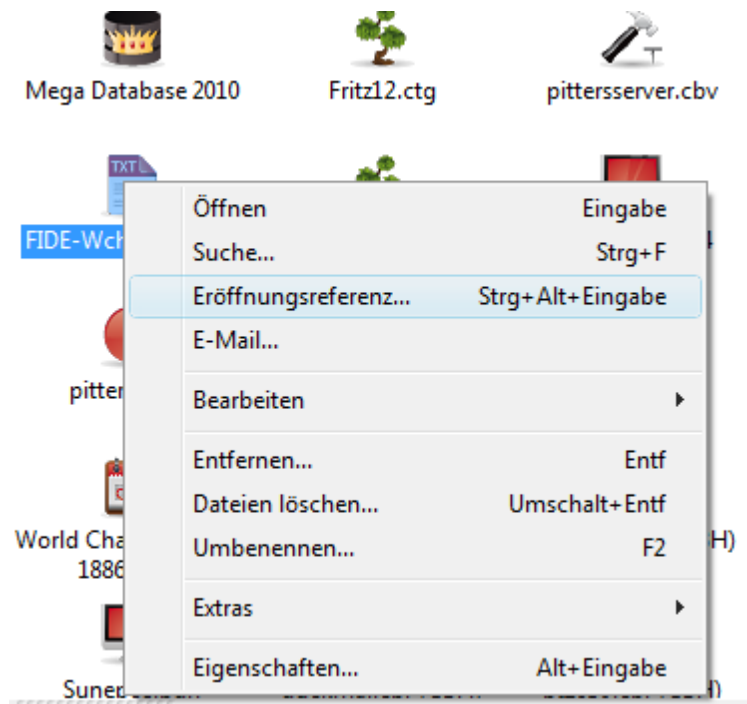 Mega Database 2010
Fritz12.ctg
pittersserver.cbv
TXT
FIDE-Wch
Öffnen Eingabe
Suche... Strg+F
Eröffnungsreferenz... Strg+Alt+Eingabe
E-Mail...
pitter
Bearbeiten
Entfernen... Entf
Dateien löschen... Umschalt+Entf
World Cha
Umbenennen... F2
H)
1886
Extras
Eigenschaften... Alt+Eingabe